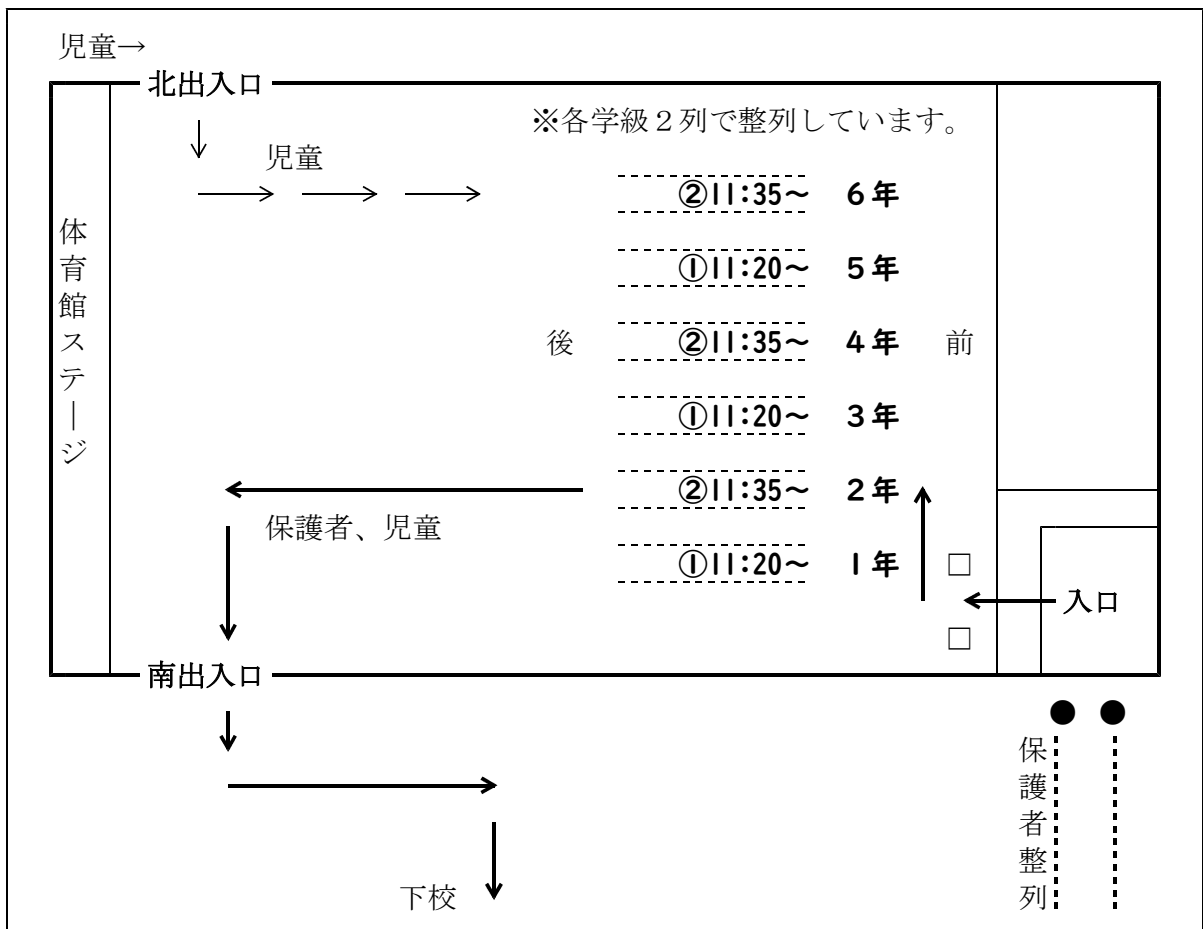 児童→
北出入口
※各学級２列で整列しています。
児童
②11:35～ ６年
①11:20～ ５年
後 ②11:35～ ４年 前
①11:20～ ３年
②11:35～ ２年
①11:20～ １年
体育館ステージ
保護者、児童
□
入口
□
南出入口
保護者整列
下校